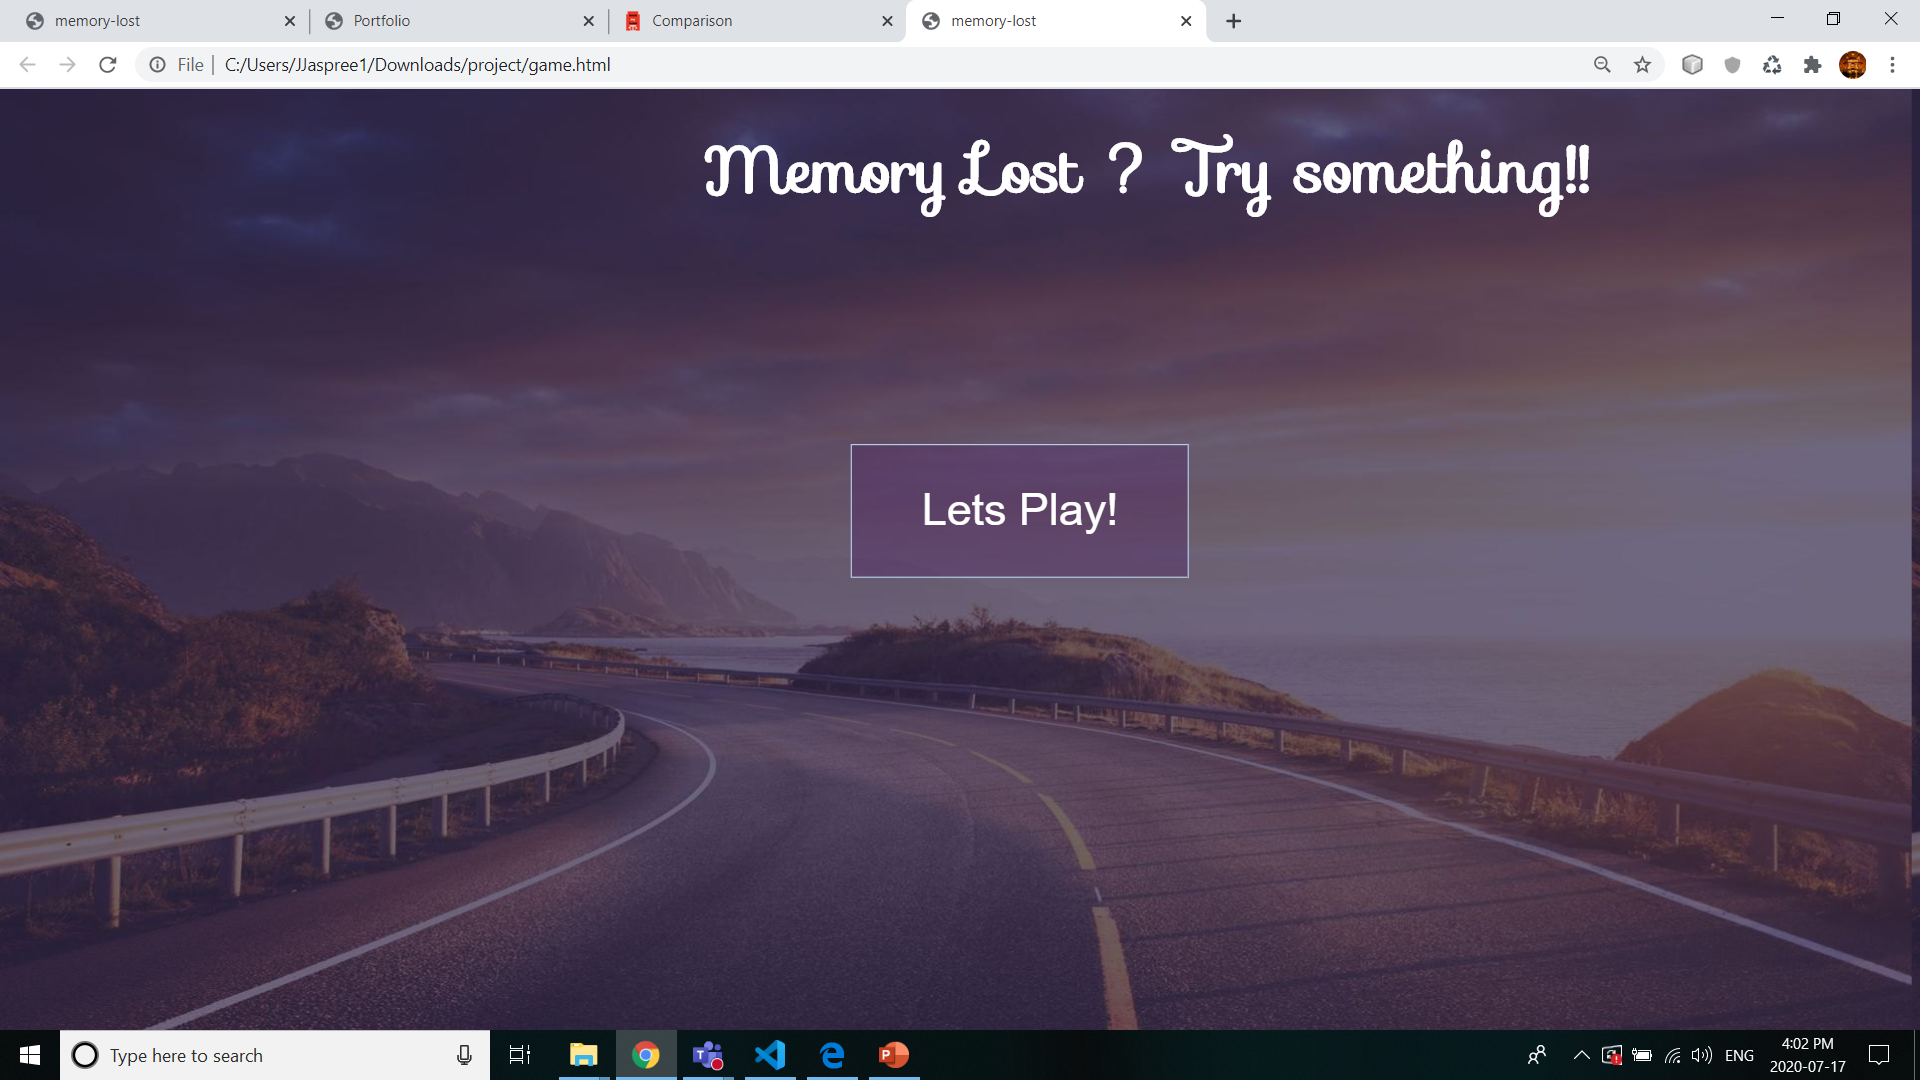 memory-lost
Portfolio
Comparison
memory-lost
File
C:/Users/JJaspree1/Downloads/project/game.html
Memory Lost ? Try something!!
Lets Play!
Type here to search
ENG
4:02 PM
2020-07-17